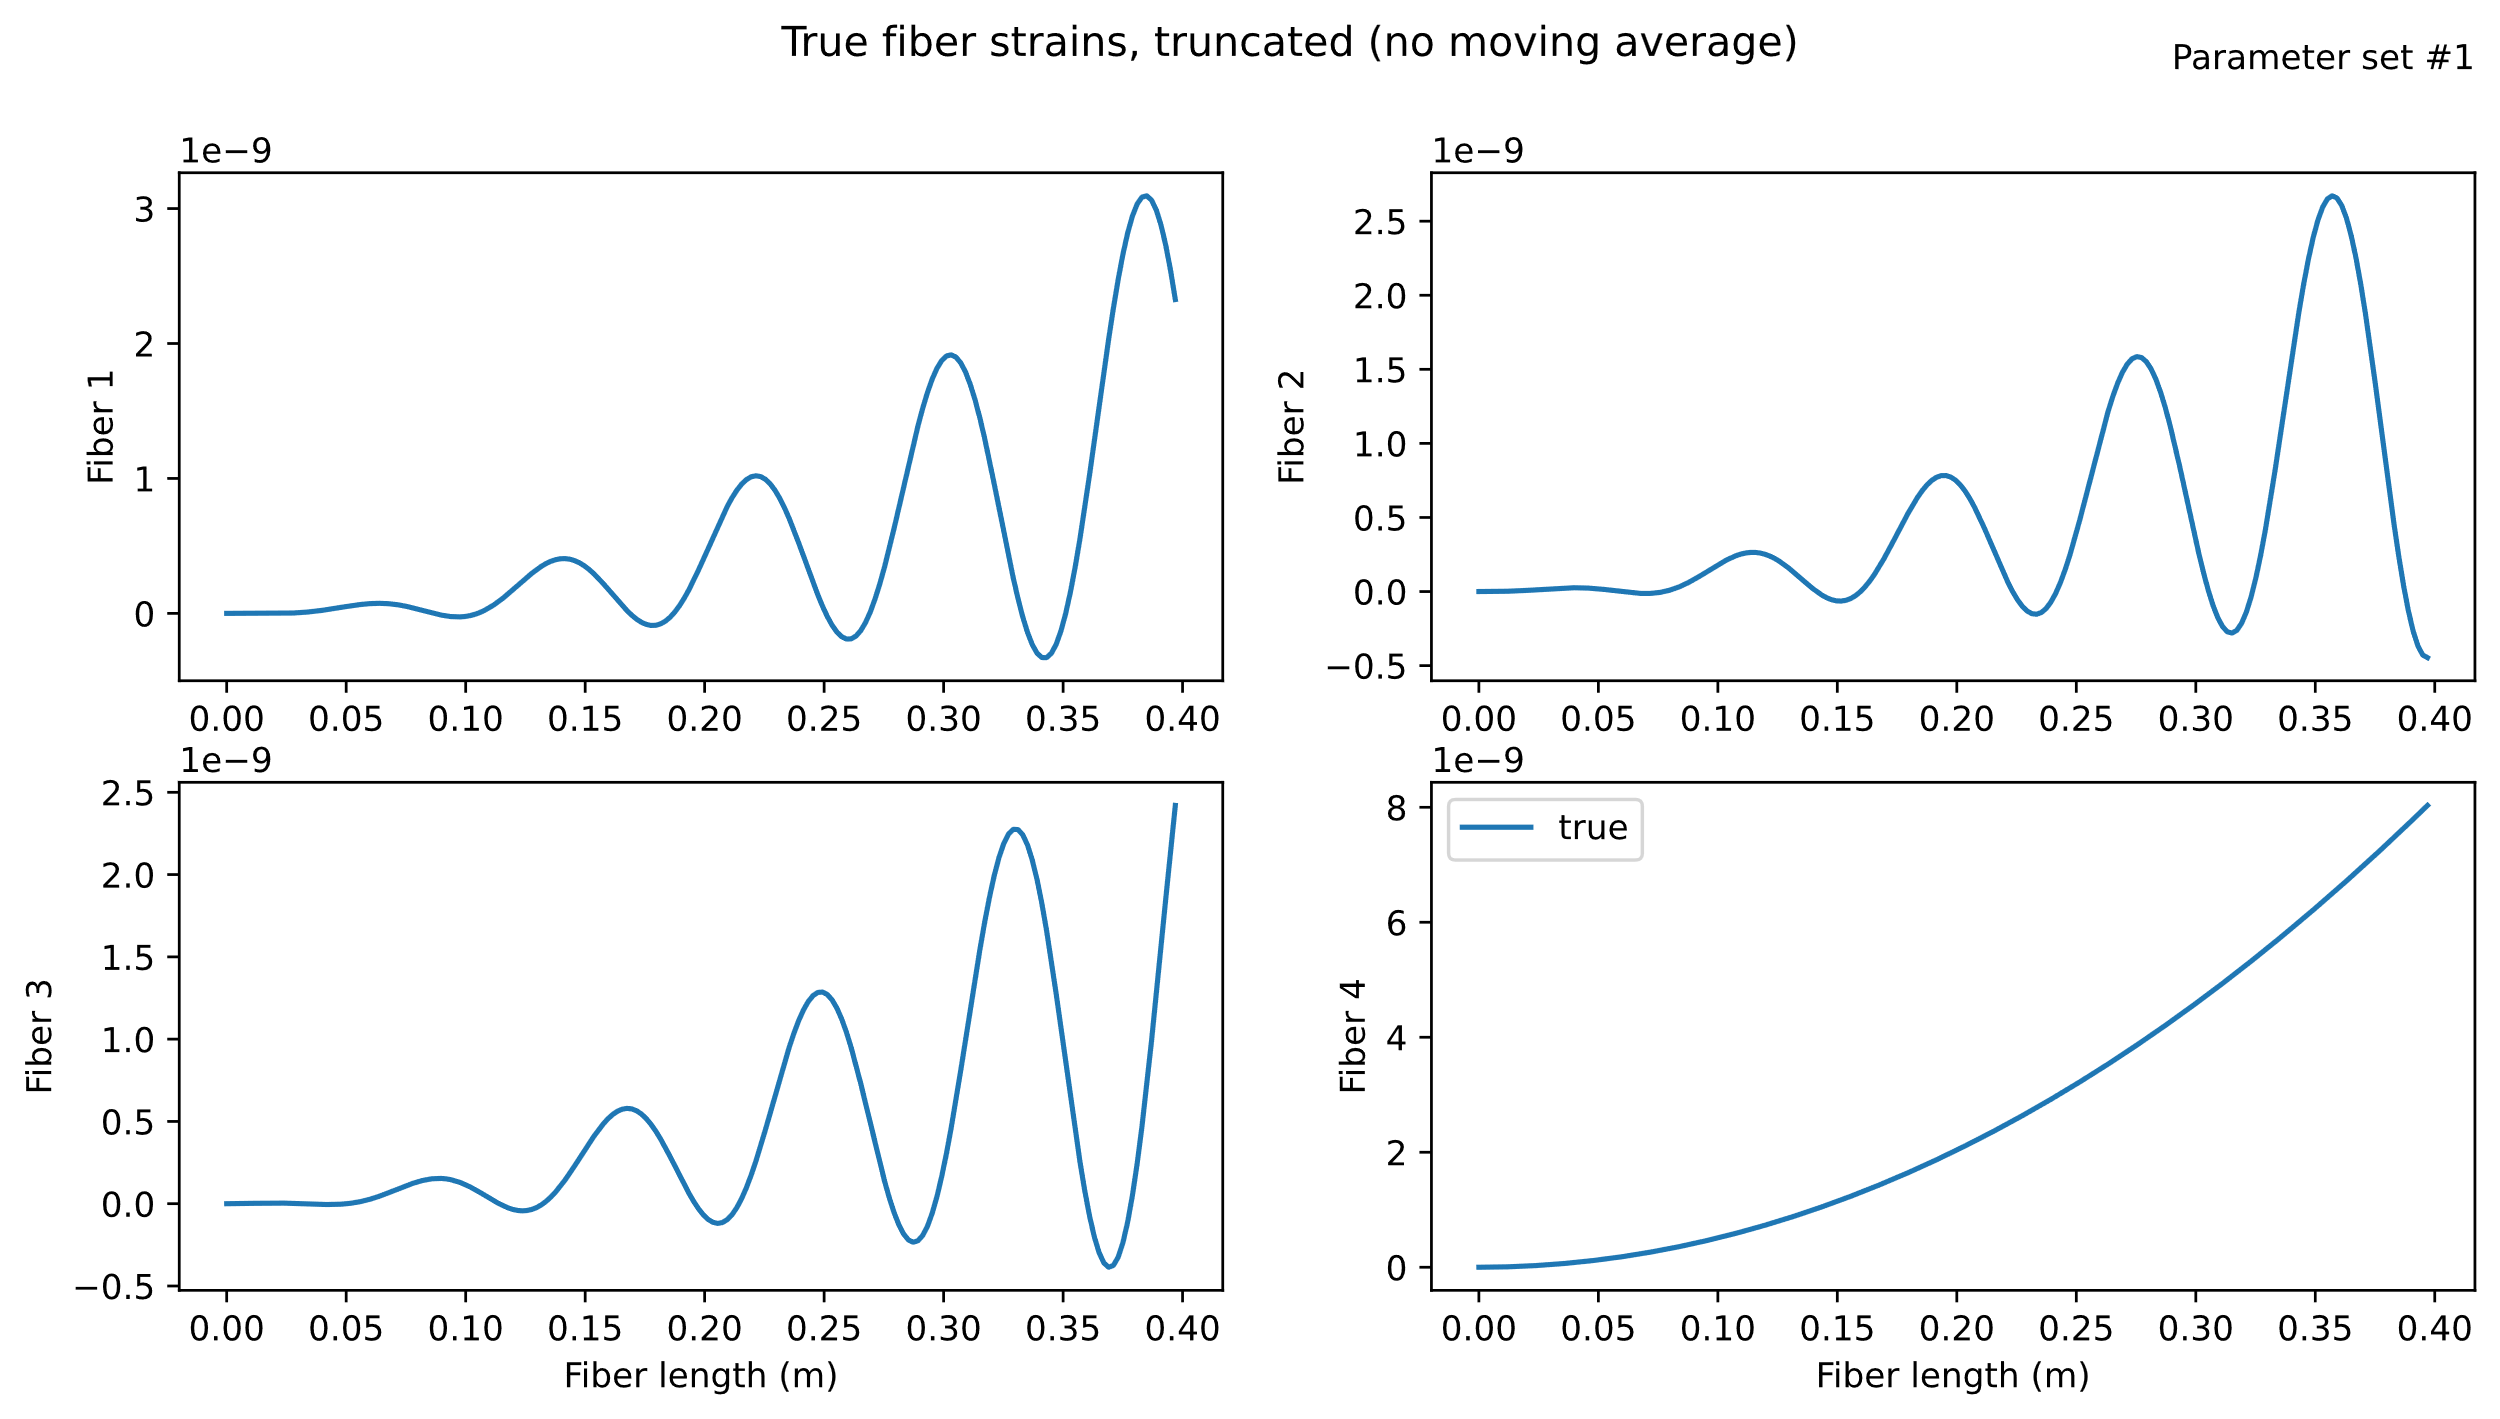 True fiber strains, truncated (no moving average)
Parameter set #1
1e−9
3
2
1
0
Fiber 1
0.00 0.05 0.10 0.15 0.20 0.25 0.30 0.35 0.40
1e−9
2.5
2.0
1.5
1.0
0.5
0.0
−0.5
Fiber 2
0.00 0.05 0.10 0.15 0.20 0.25 0.30 0.35 0.40
1e−9
2.5
2.0
1.5
1.0
0.5
0.0
−0.5
Fiber 3
0.00 0.05 0.10 0.15 0.20 0.25 0.30 0.35 0.40
Fiber length (m)
1e−9
true
8
6
4
2
0
Fiber 4
0.00 0.05 0.10 0.15 0.20 0.25 0.30 0.35 0.40
Fiber length (m)